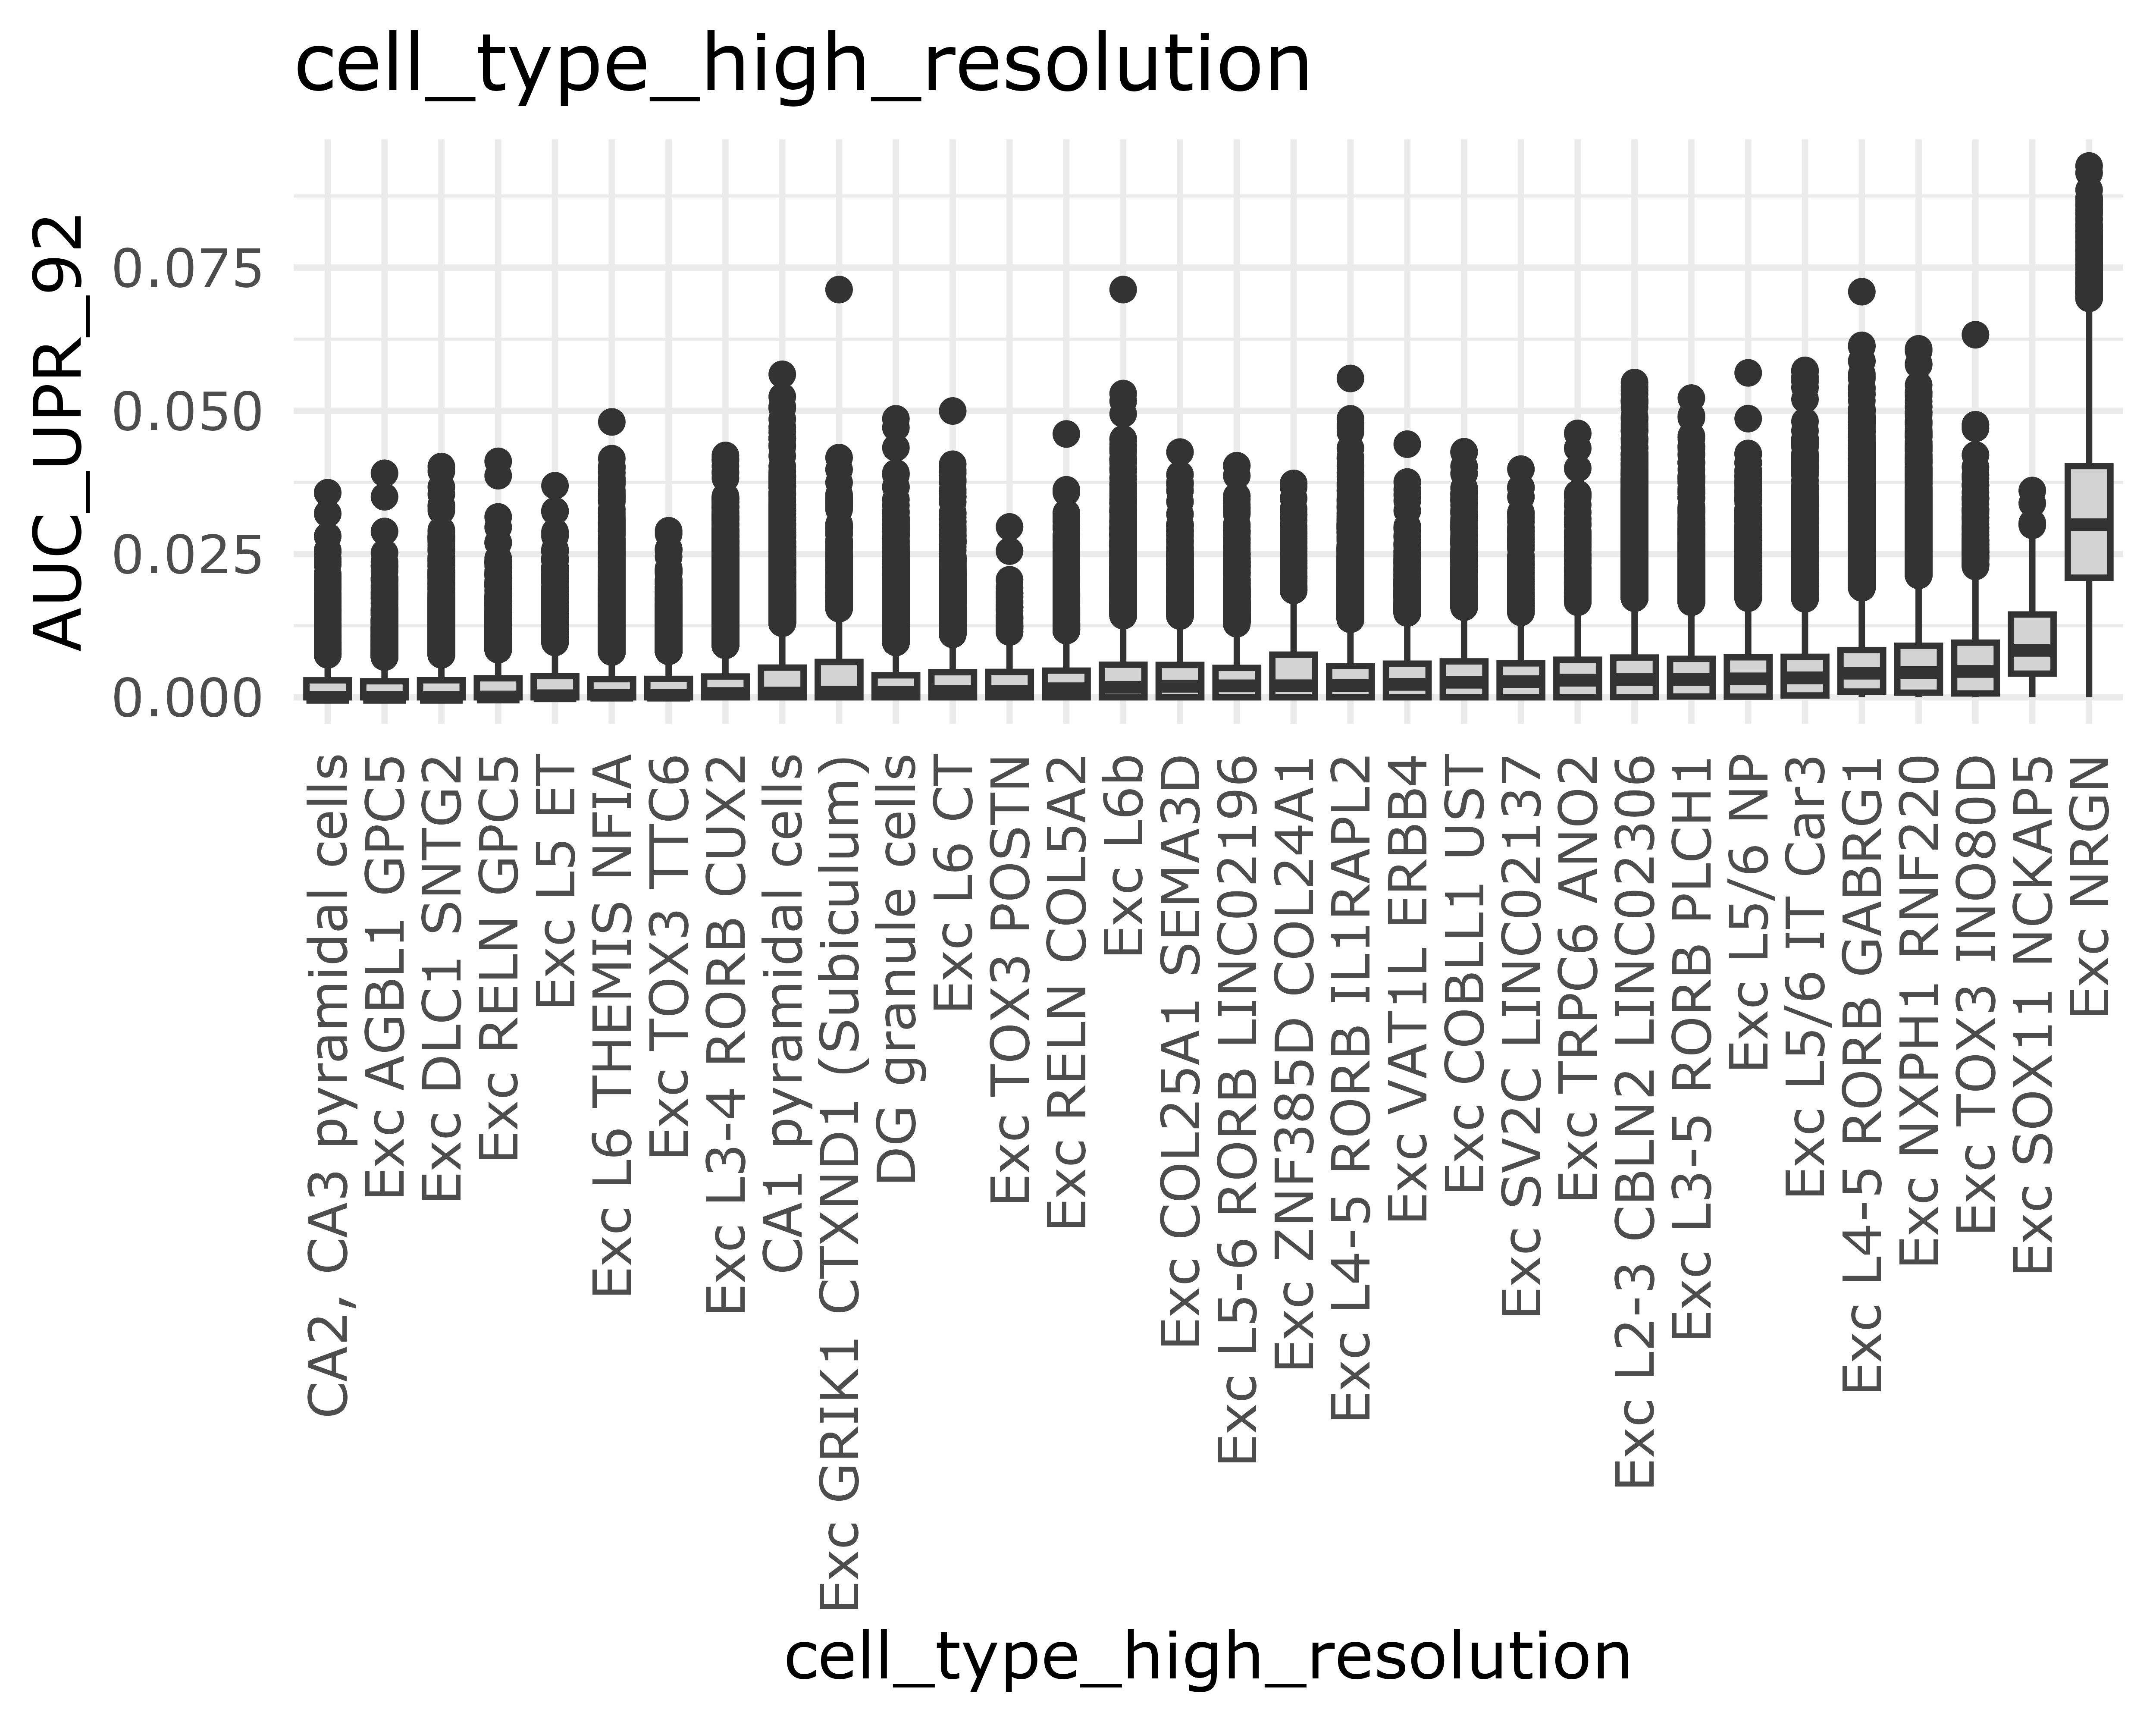 cell_type_high_resolution
AUC_UPR_92
0.075
0.050
0.025
0.000
CA2, CA3 pyramidal cells
Exc AGBL1 GPC5
Exc DLC1 SNTG2
Exc RELN GPC5
Exc L5 ET
Exc L6 THEMIS NFIA
Exc TOX3 TTC6
Exc L3-4 RORB CUX2
CA1 pyramidal cells
Exc GRIK1 CTXND1 (Subiculum)
DG granule cells
Exc L6 CT
Exc TOX3 POSTN
Exc RELN COL5A2
Exc L6b
Exc COL25A1 SEMA3D
Exc L5-6 RORB LINC02196
Exc ZNF385D COL24A1
Exc L4-5 RORB IL1RAPL2
Exc VAT1L ERBB4
Exc COBLL1 UST
Exc SV2C LINC02137
Exc TRPC6 ANO2
Exc L2-3 CBLN2 LINC02306
Exc L3-5 RORB PLCH1
Exc L5/6 NP
Exc L5/6 IT Car3
Exc L4-5 RORB GABRG1
Exc NXPH1 RNF220
Exc TOX3 INO80D
Exc SOX11 NCKAP5
Exc NRGN
cell_type_high_resolution